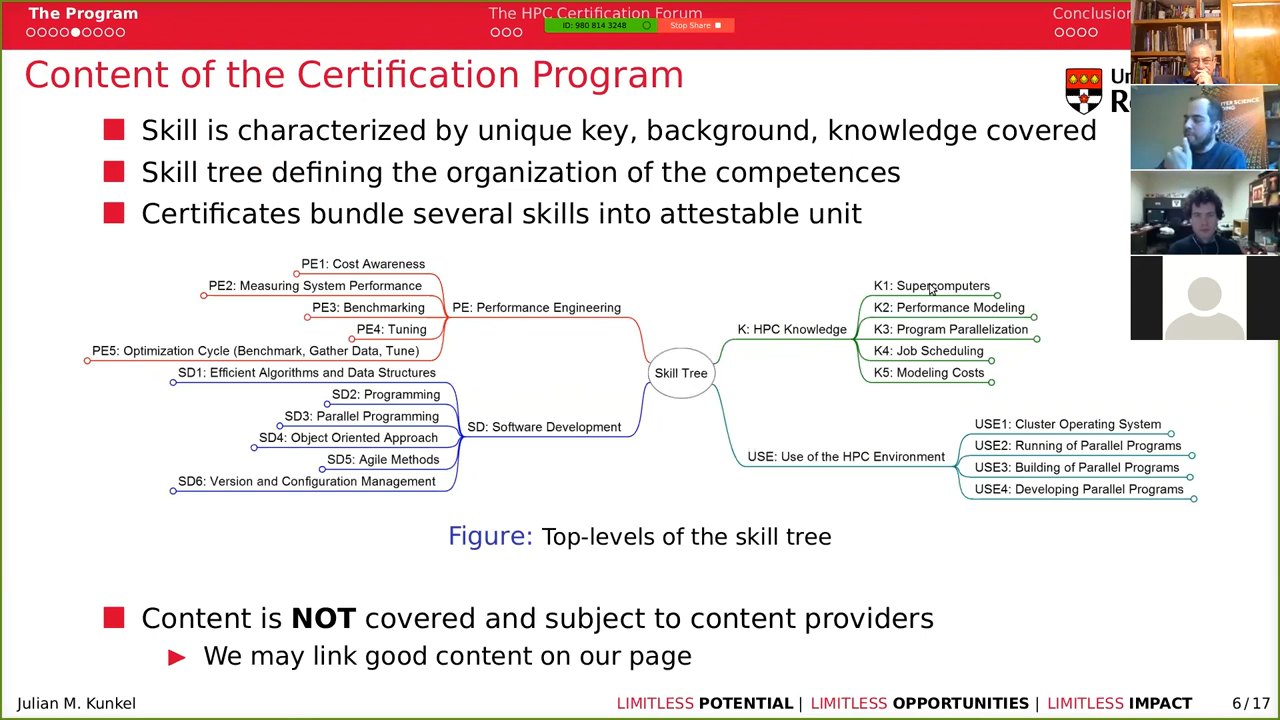 The Program
The HPC Certification Forum
Conclusion
ID: 980 814 3248
Stop Share
Content of the Certification Program
Skill is characterized by unique key, background, knowledge covered
Skill tree defining the organization of the competences
Certificates bundle several skills into attestable unit
PE1: Cost Awareness
PE2: Measuring System Performance
PE3: Benchmarking
PE4: Tuning
PE5: Optimization Cycle (Benchmark, Gather Data, Tune)
PE: Performance Engineering
SD1: Efficient Algorithms and Data Structures
SD2: Programming
SD3: Parallel Programming
SD4: Object Oriented Approach
SD5: Agile Methods
SD6: Version and Configuration Management
SD: Software Development
Skill Tree
K: HPC Knowledge
K1: Supercomputers
K2: Performance Modeling
K3: Program Parallelization
K4: Job Scheduling
K5: Modeling Costs
USE: Use of the HPC Environment
USE1: Cluster Operating System
USE2: Running of Parallel Programs
USE3: Building of Parallel Programs
USE4: Developing Parallel Programs
Figure: Top-levels of the skill tree
Content is NOT covered and subject to content providers
We may link good content on our page
Julian M. Kunkel
LIMITLESS POTENTIAL | LIMITLESS OPPORTUNITIES | LIMITLESS IMPACT
6 / 17